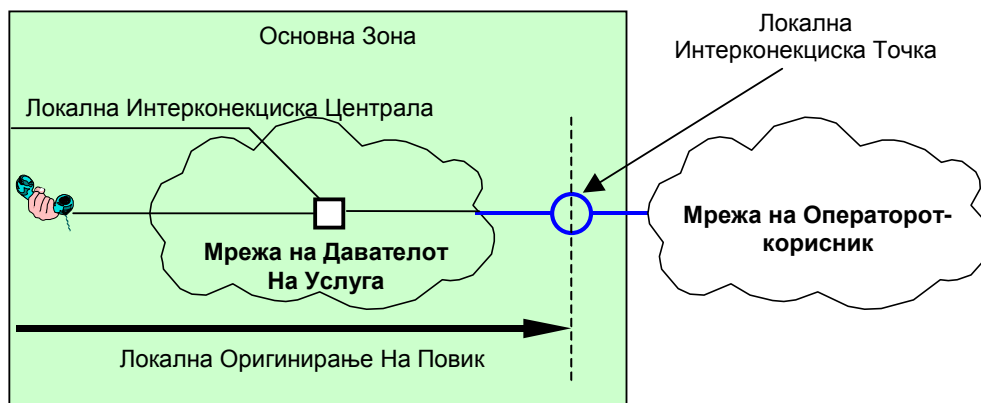 Основна Зона
Локална
Интерконекциска Точка
Локална Интерконекциска Централа
Мрежа на Давателот
На Услуга
Мрежа на Операторот-
корисник
Локална Оригинирање На Повик